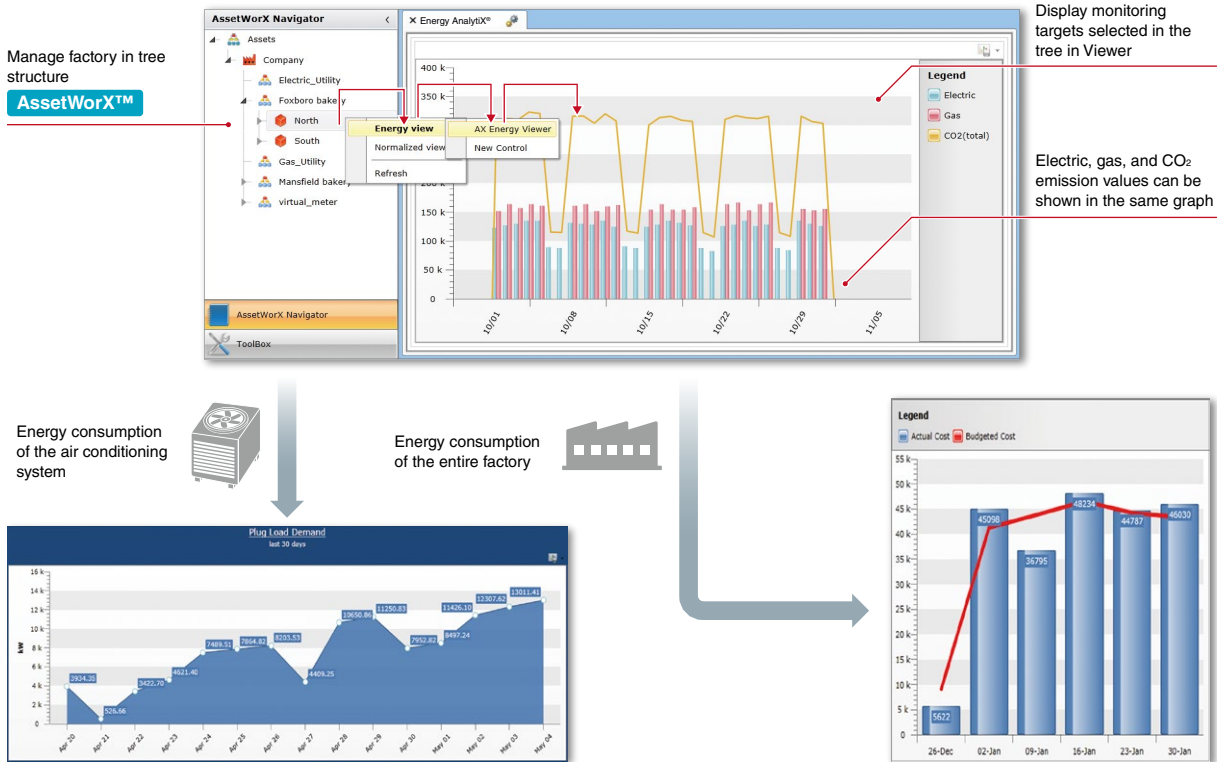 Manage factory in tree
structure
AssetWorX™
AssetWorX Navigator
Assets
Company
Electric_Utility
Foxboro bakery
North
South
Gas_Utility
Mansfield bakery
virtual_meter
AssetWorX Navigator
ToolBox
Energy view
Normalized view
Refresh
AX Energy Viewer
New Control
× Energy AnalytiX®
400 k
350 k
200 k
150 k
100 k
50 k
0
10/01
10/08
10/15
10/22
10/29
11/05
Legend
Electric
Gas
CO2(total)
Display monitoring
targets selected in the
tree in Viewer
Electric, gas, and CO₂
emission values can be
shown in the same graph
Energy consumption
of the air conditioning
system
Energy consumption
of the entire factory
Plug Load Demand
last 30 days
kW
16 k
14 k
12 k
10 k
8 k
6 k
4 k
2 k
0
3934.35
526.66
3422.70
4621.40
7489.51
7864.82
8203.53
4409.25
10650.86
11250.83
7952.82
8497.24
11426.10
12307.62
13011.41
Apr 20
Apr 21
Apr 22
Apr 23
Apr 24
Apr 25
Apr 26
Apr 27
Apr 28
Apr 29
Apr 30
May 01
May 02
May 03
May 04
Legend
Actual Cost Budgeted Cost
55 k
50 k
45 k
40 k
35 k
30 k
25 k
20 k
15 k
10 k
5 k
0
5622
45098
36795
48234
44787
46030
26-Dec
02-Jan
09-Jan
16-Jan
23-Jan
30-Jan